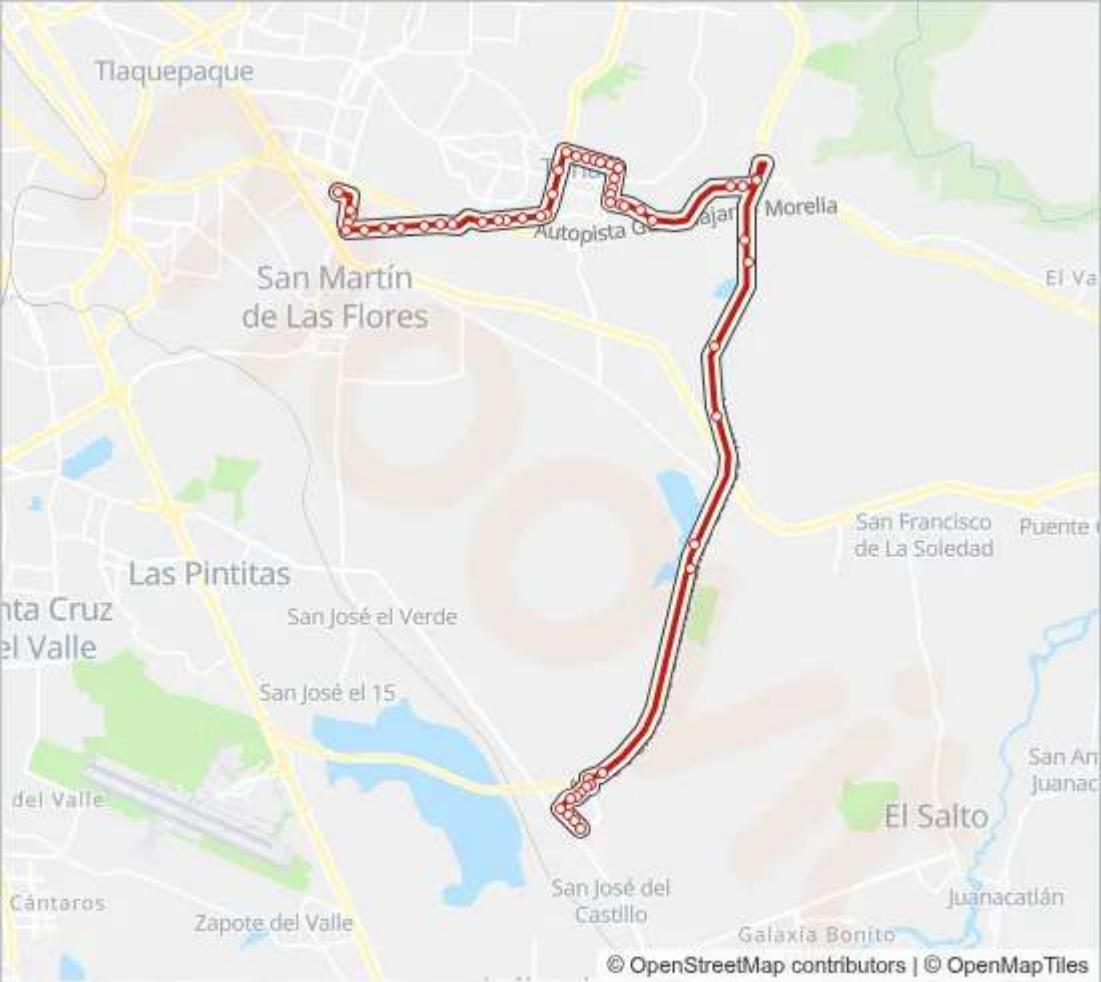 Tlaquepaque
Autopista G
ajar
Morelia
San Martín
de Las Flores
El Va
San Francisco
de La Soledad
Puente
Las Pintitas
nta Cruz
el Valle
San José el Verde
San José el 15
San An
Juanac
del Valle
El Salto
San José del
Castillo
Juanacatlán
Cántaros
Zapote del Valle
Galaxia Bonito
© OpenStreetMap contributors | © OpenMapTiles